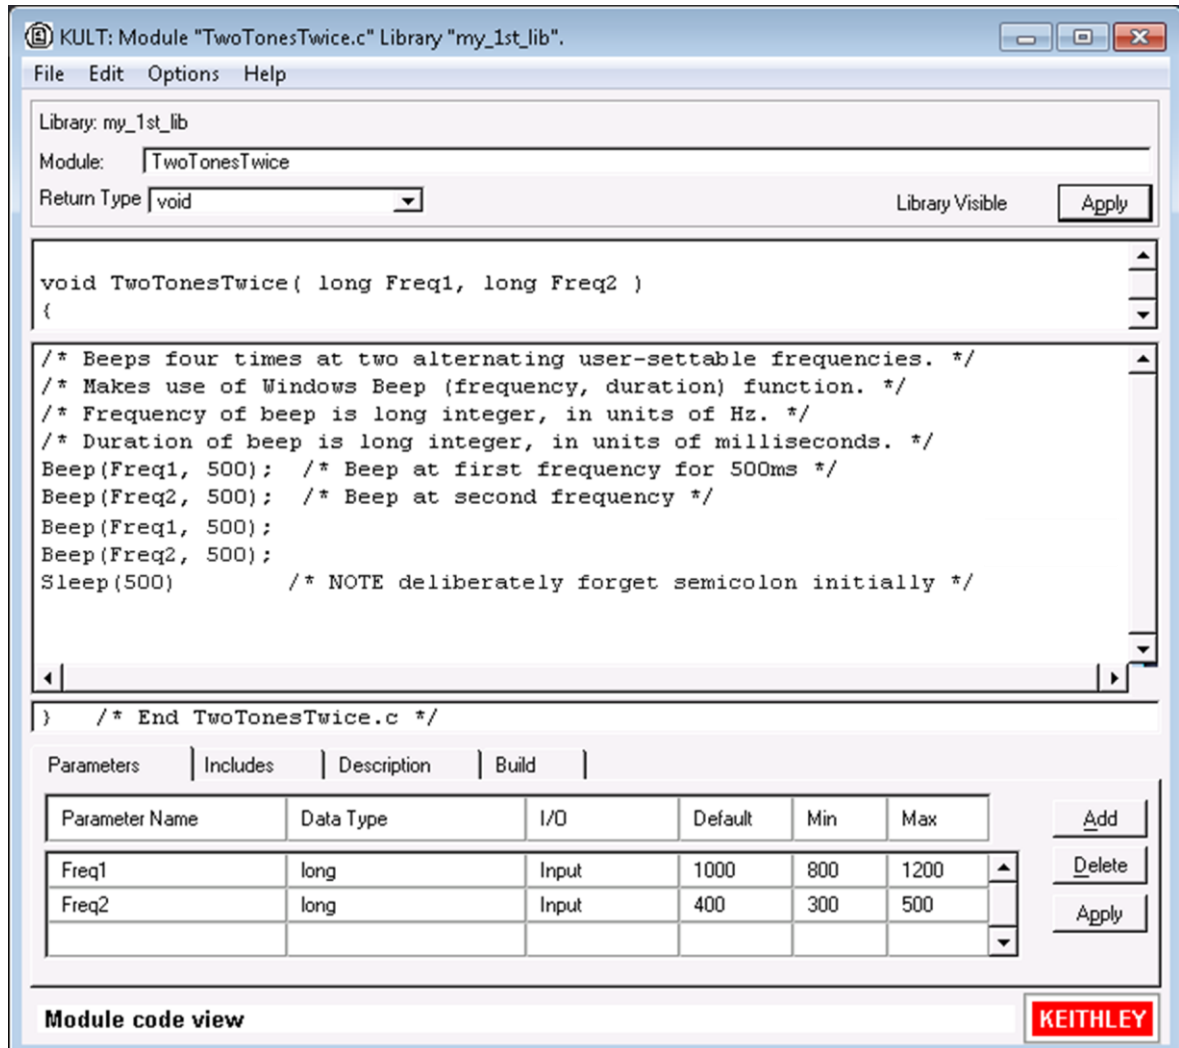 KULT: Module "TwoTonesTwice.c" Library "my_1st_lib".
File Edit Options Help
Library: my_1st_lib
Module: TwoTonesTwice
Return Type void Library Visible Apply
void TwoTonesTwice( long Freq1, long Freq2 )
{
/* Beeps four times at two alternating user-settable frequencies. */
/* Makes use of Windows Beep (frequency, duration) function. */
/* Frequency of beep is long integer, in units of Hz. */
/* Duration of beep is long integer, in units of milliseconds. */
Beep(Freq1, 500); /* Beep at first frequency for 500ms */
Beep(Freq2, 500); /* Beep at second frequency */
Beep(Freq1, 500);
Beep(Freq2, 500);
Sleep(500) /* NOTE deliberately forget semicolon initially */
} /* End TwoTonesTwice.c */
Parameters Includes Description Build
Parameter Name Data Type I/O Default Min Max Add
Freq1 long Input 1000 800 1200 Delete
Freq2 long Input 400 300 500 Apply
Module code view KEITHLEY